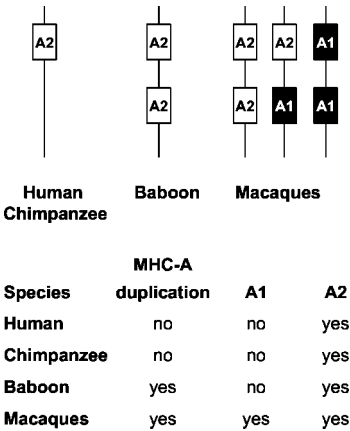 A2 A2 A2 A2 A1
A2 A2 A1 A1
Human Baboon Macaques
Chimpanzee
MHC-A
Species duplication A1 A2
Human no no yes
Chimpanzee no no yes
Baboon yes no yes
Macaques yes yes yes